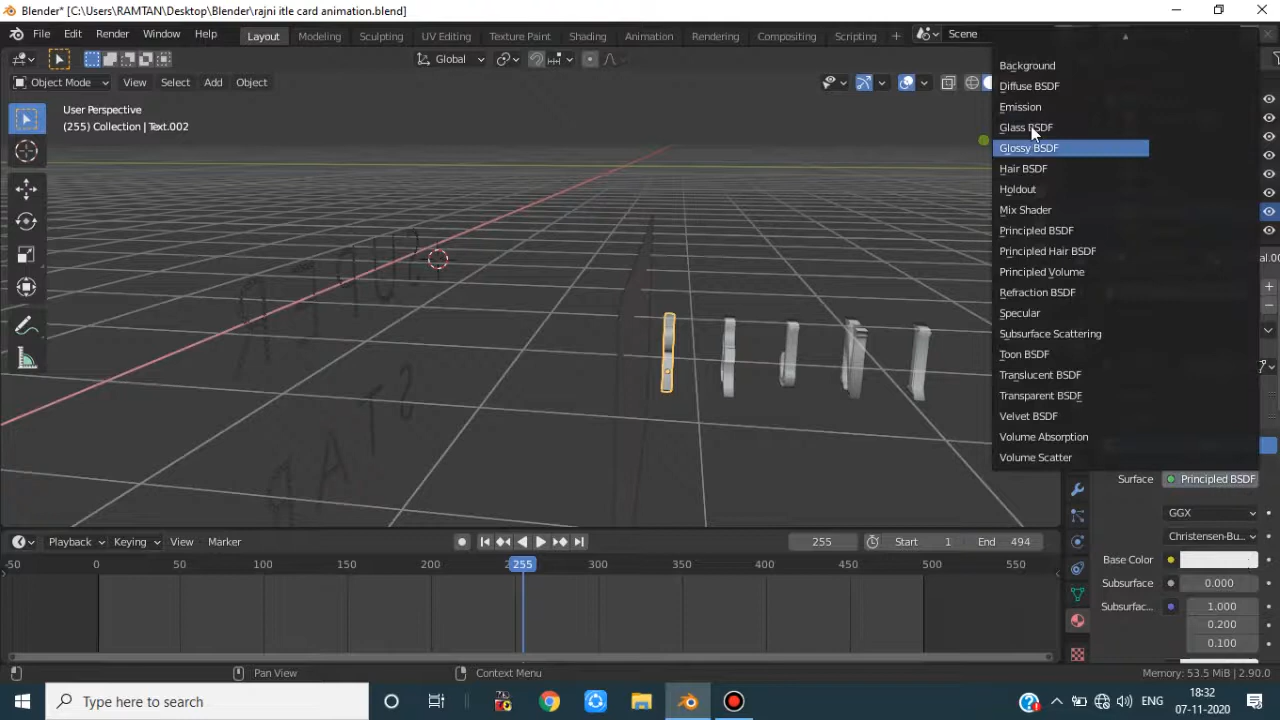 Blender* [C:\Users\RAMTAN\Desktop\Blender\rajni itle card animation.blend]
File Edit Render Window Help Layout Modeling Sculpting UV Editing Texture Paint Shading Animation Rendering Compositing Scripting + Scene
Global
Object Mode View Select Add Object
User Perspective
(255) Collection | Text.002
Background
Diffuse BSDF
Emission
Glass BSDF
Glossy BSDF
Hair BSDF
Holdout
Mix Shader
Principled BSDF
Principled Hair BSDF
Principled Volume
Refraction BSDF
Specular
Subsurface Scattering
Toon BSDF
Translucent BSDF
Transparent BSDF
Velvet BSDF
Volume Absorption
Volume Scatter
al.00
Surface Principled BSDF
GGX
Christensen-Bu...
Base Color
Subsurface 0.000
Subsurfac... 1.000
0.200
0.100
Playback Keying View Marker 255 Start 1 End 494
-50 0 50 100 150 200 255 300 350 400 450 500 550
Pan View Context Menu Memory: 53.5 MiB | 2.90.0
Type here to search
ENG
18:32
07-11-2020